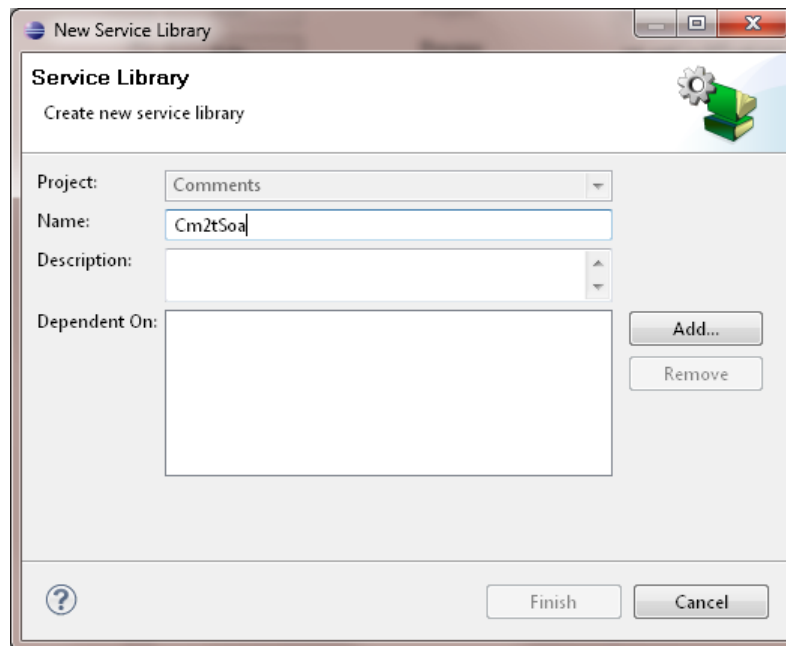 New Service Library
Service Library
Create new service library
Project:
Comments
Name:
Cm2tSoa
Description:
Dependent On:
Add...
Remove
?
Finish
Cancel